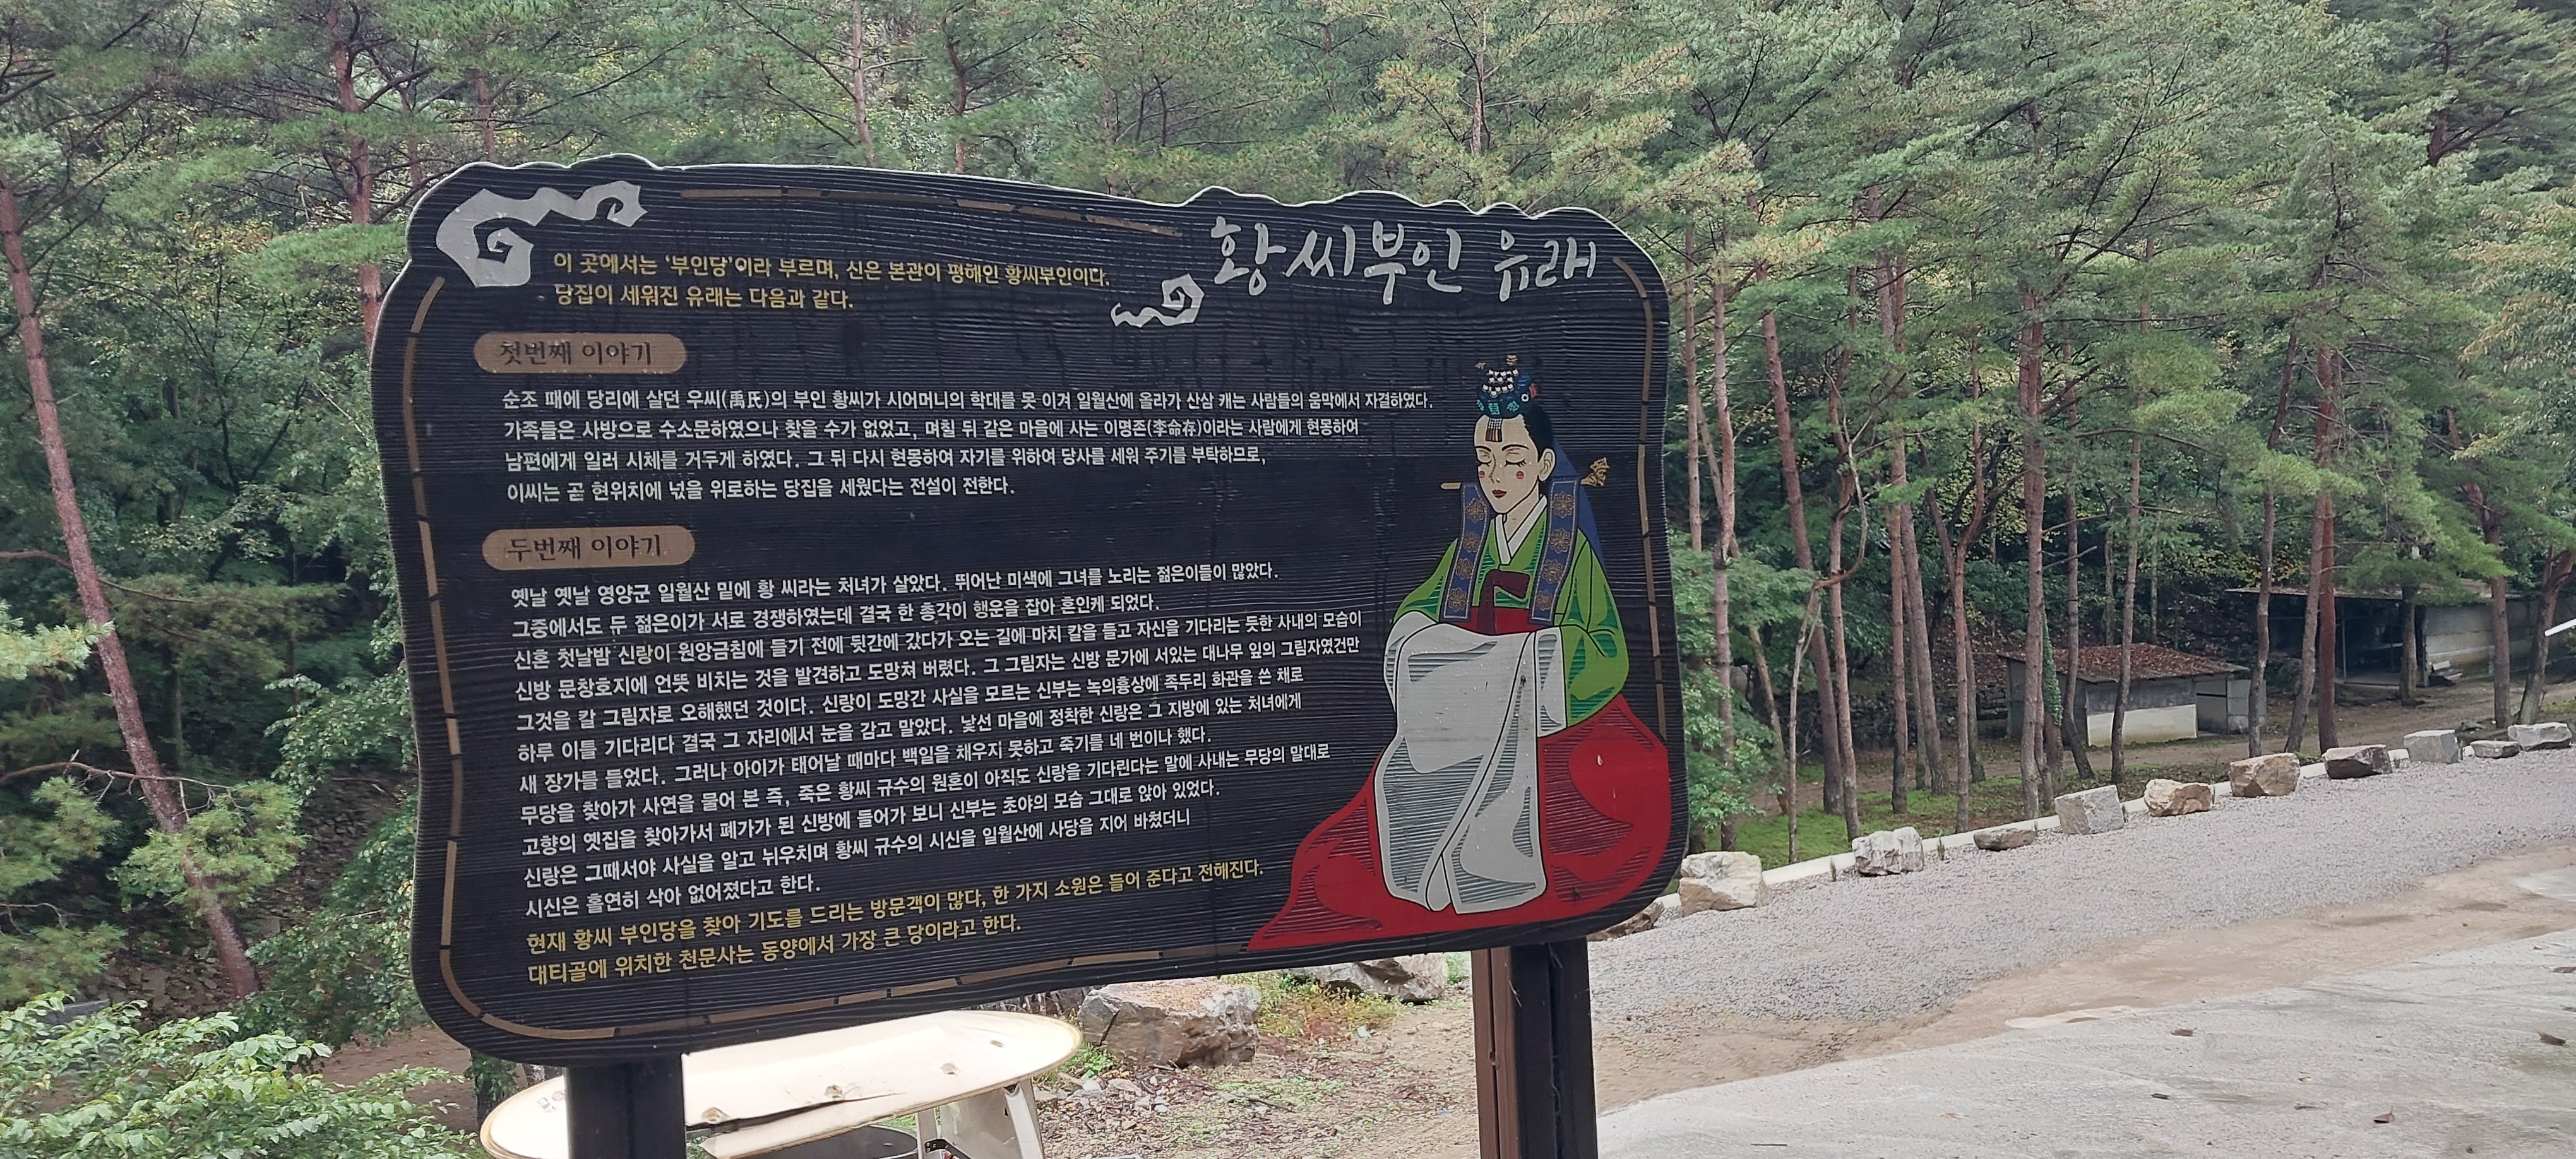 황씨부인 유래
이 곳에서는 '부인당'이라 부르며, 신은 본관이 평해인 황씨부인이다.
당집이 세워진 유래는 다음과 같다.
첫번째 이야기
순조 때에 당리에 살던 우씨(禹氏)의 부인 황씨가 시어머니의 학대를 못 이겨 일월산에 올라가 산삼 캐는 사람들의 움막에서 자결하였다.
가족들은 사방으로 수소문하였으나 찾을 수가 없었고, 며칠 뒤 같은 마을에 사는 이명존(李命存)이라는 사람에게 현몽하여
남편에게 일러 시체를 거두게 하였다. 그 뒤 다시 현몽하여 자기를 위하여 당사를 세워 주기를 부탁하므로,
이씨는 곧 현위치에 넋을 위로하는 당집을 세웠다는 전설이 전한다.
두번째 이야기
옛날 옛날 영양군 일월산 밑에 황 씨라는 처녀가 살았다. 뛰어난 미색에 그녀를 노리는 젊은이들이 많았다.
그중에서도 두 젊은이가 서로 경쟁하였는데 결국 한 총각이 행운을 잡아 혼인케 되었다.
신혼 첫날밤 신랑이 원앙금침에 들기 전에 뒷간에 갔다가 오는 길에 마치 칼을 들고 자신을 기다리는 듯한 사내의 모습이
신방 문창호지에 언뜻 비치는 것을 발견하고 도망쳐 버렸다. 그 그림자는 신방 문가에 서있는 대나무 잎의 그림자였건만
그것을 칼 그림자로 오해했던 것이다. 신랑이 도망간 사실을 모르는 신부는 녹의홍상에 족두리 화관을 쓴 채로
하루 이틀 기다리다 결국 그 자리에서 눈을 감고 말았다. 낯선 마을에 정착한 신랑은 그 지방에 있는 처녀에게
새 장가를 들었다. 그러나 아이가 태어날 때마다 백일을 채우지 못하고 죽기를 네 번이나 했다.
무당을 찾아가 사연을 물어 본 즉, 죽은 황씨 규수의 원혼이 아직도 신랑을 기다린다는 말에 사내는 무당의 말대로
고향의 옛집을 찾아가서 폐가가 된 신방에 들어가 보니 신부는 초야의 모습 그대로 앉아 있었다.
신랑은 그때서야 사실을 알고 뉘우치며 황씨 규수의 시신을 일월산에 사당을 지어 바쳤더니
시신은 홀연히 삭아 없어졌다고 한다.
현재 황씨 부인당을 찾아 기도를 드리는 방문객이 많다, 한 가지 소원은 들어 준다고 전해진다.
대티골에 위치한 천문사는 동양에서 가장 큰 당이라고 한다.